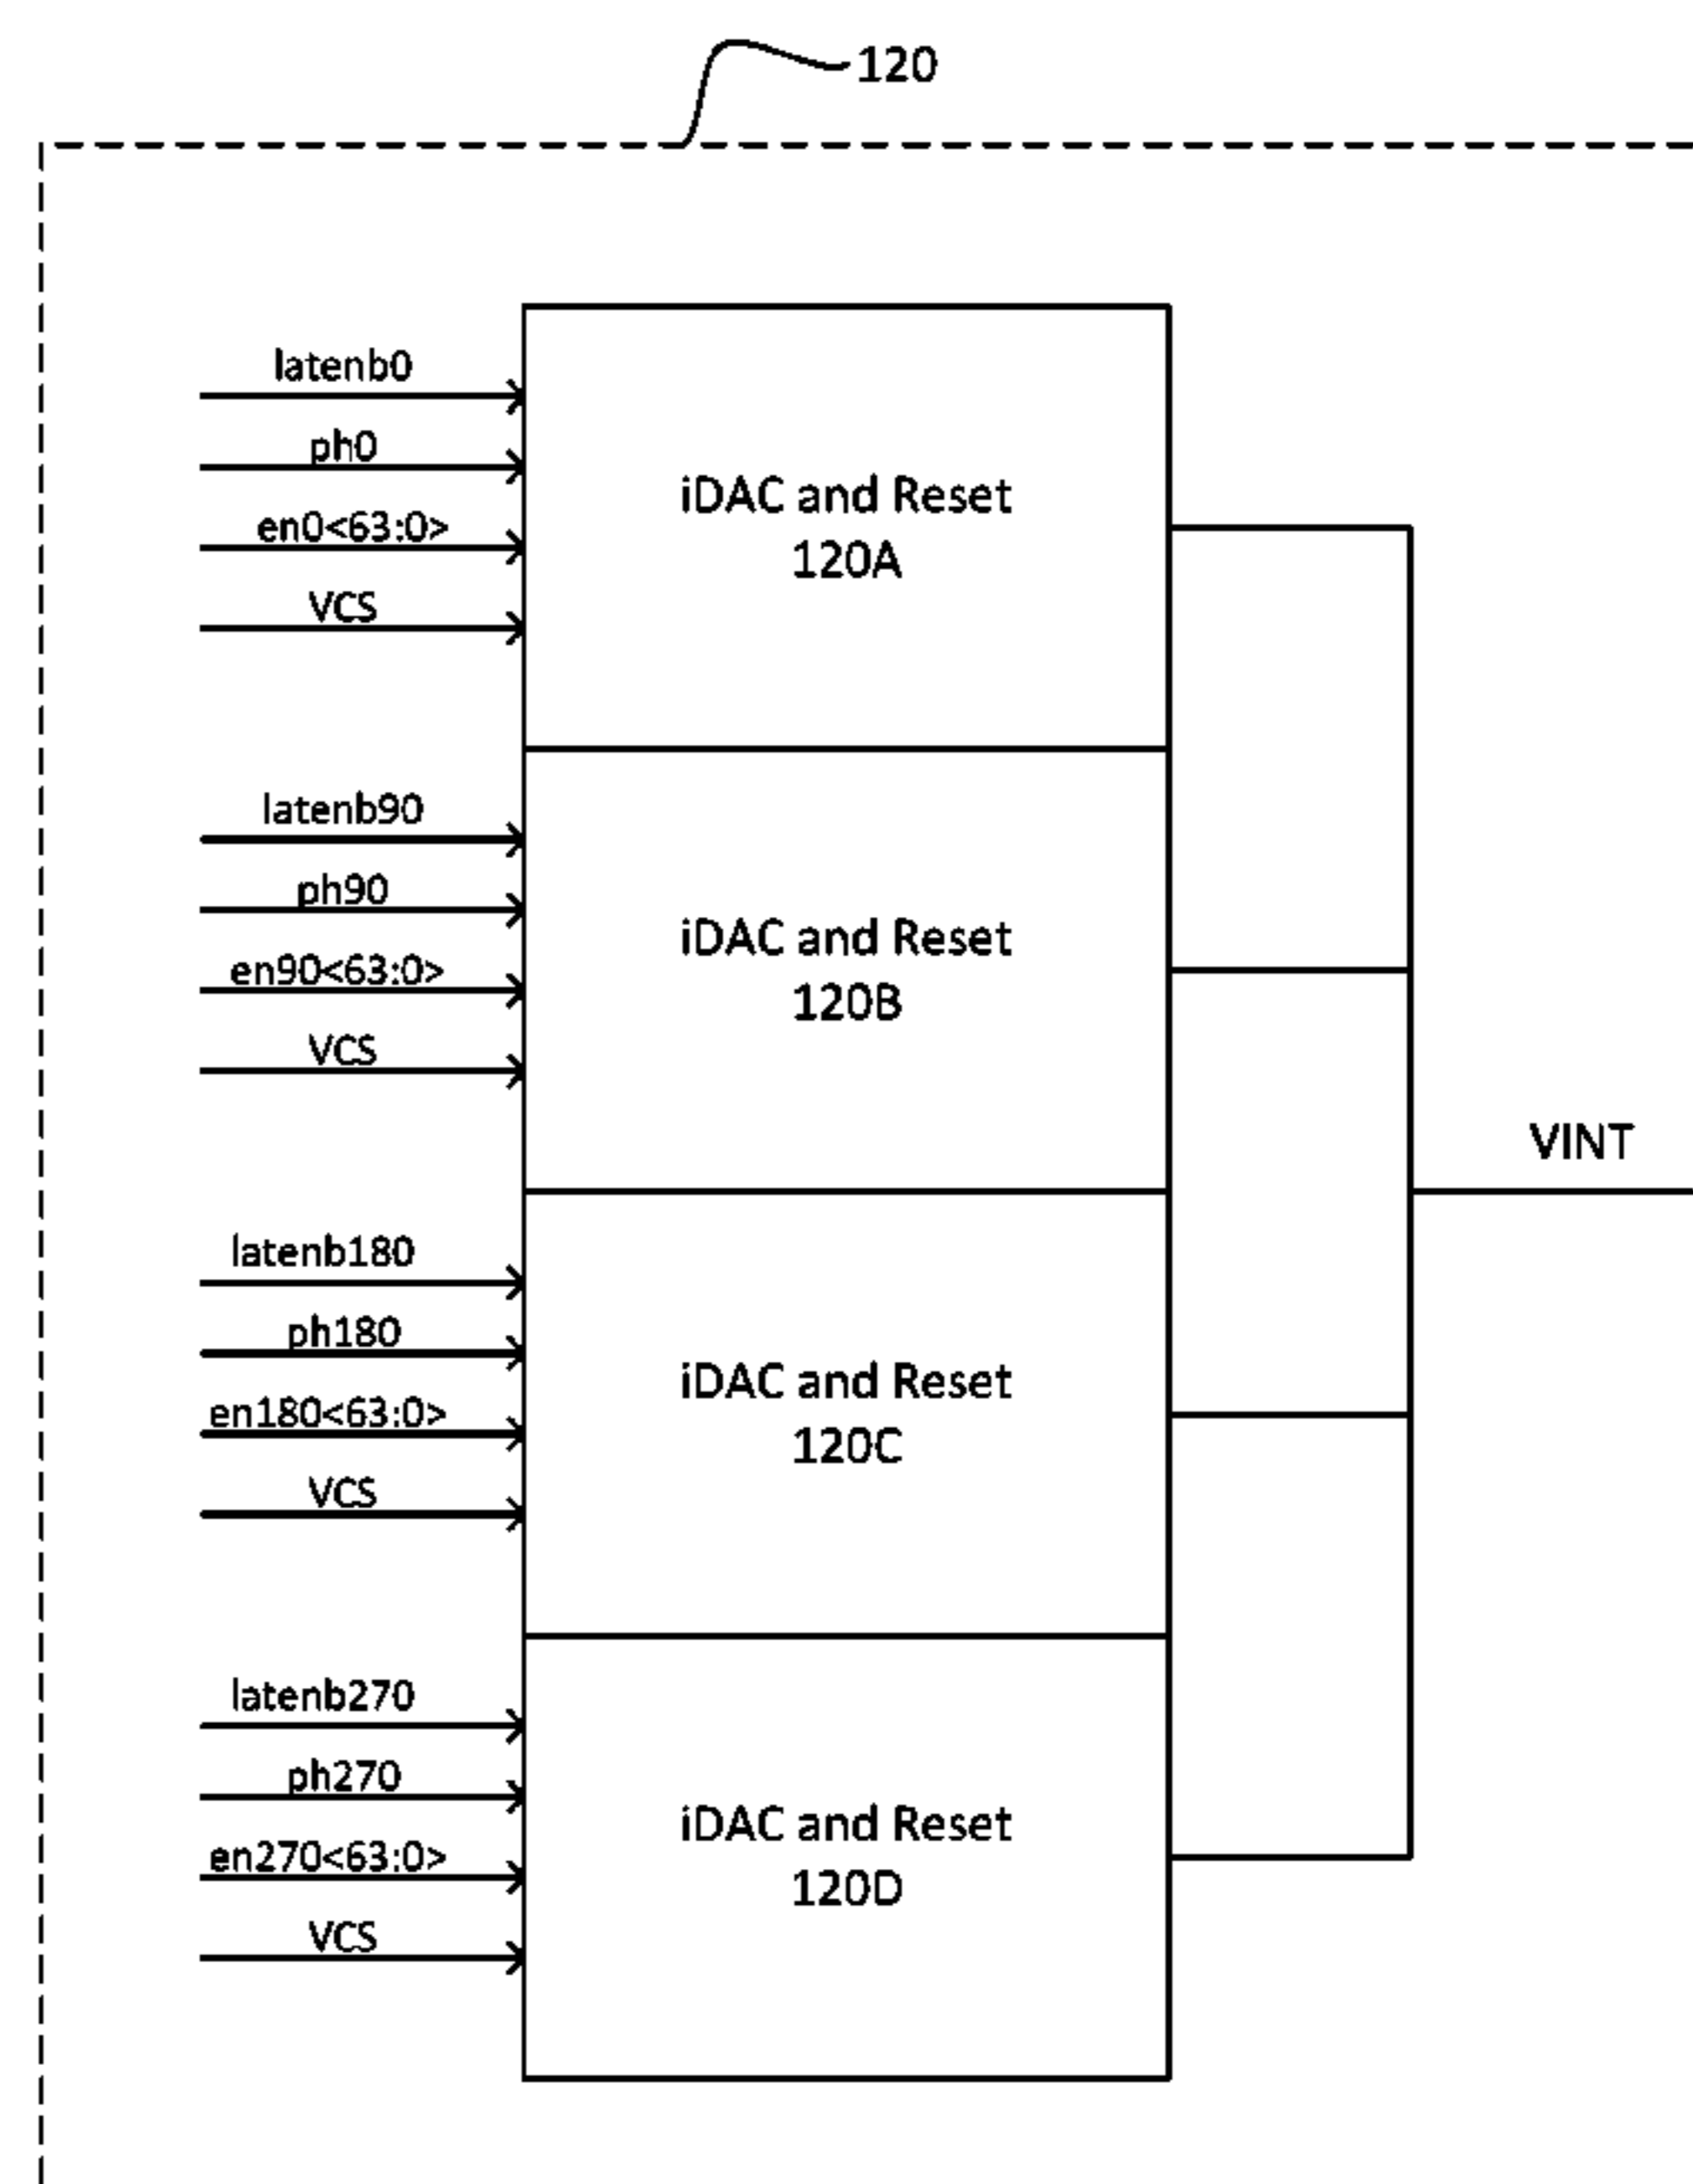 120
latenb0
ph0
en0<63:0>
VCS
iDAC and Reset
120A
latenb90
ph90
en90<63:0>
VCS
iDAC and Reset
120B
VINT
latenb180
ph180
en180<63:0>
VCS
iDAC and Reset
120C
latenb270
ph270
en270<63:0>
VCS
iDAC and Reset
120D